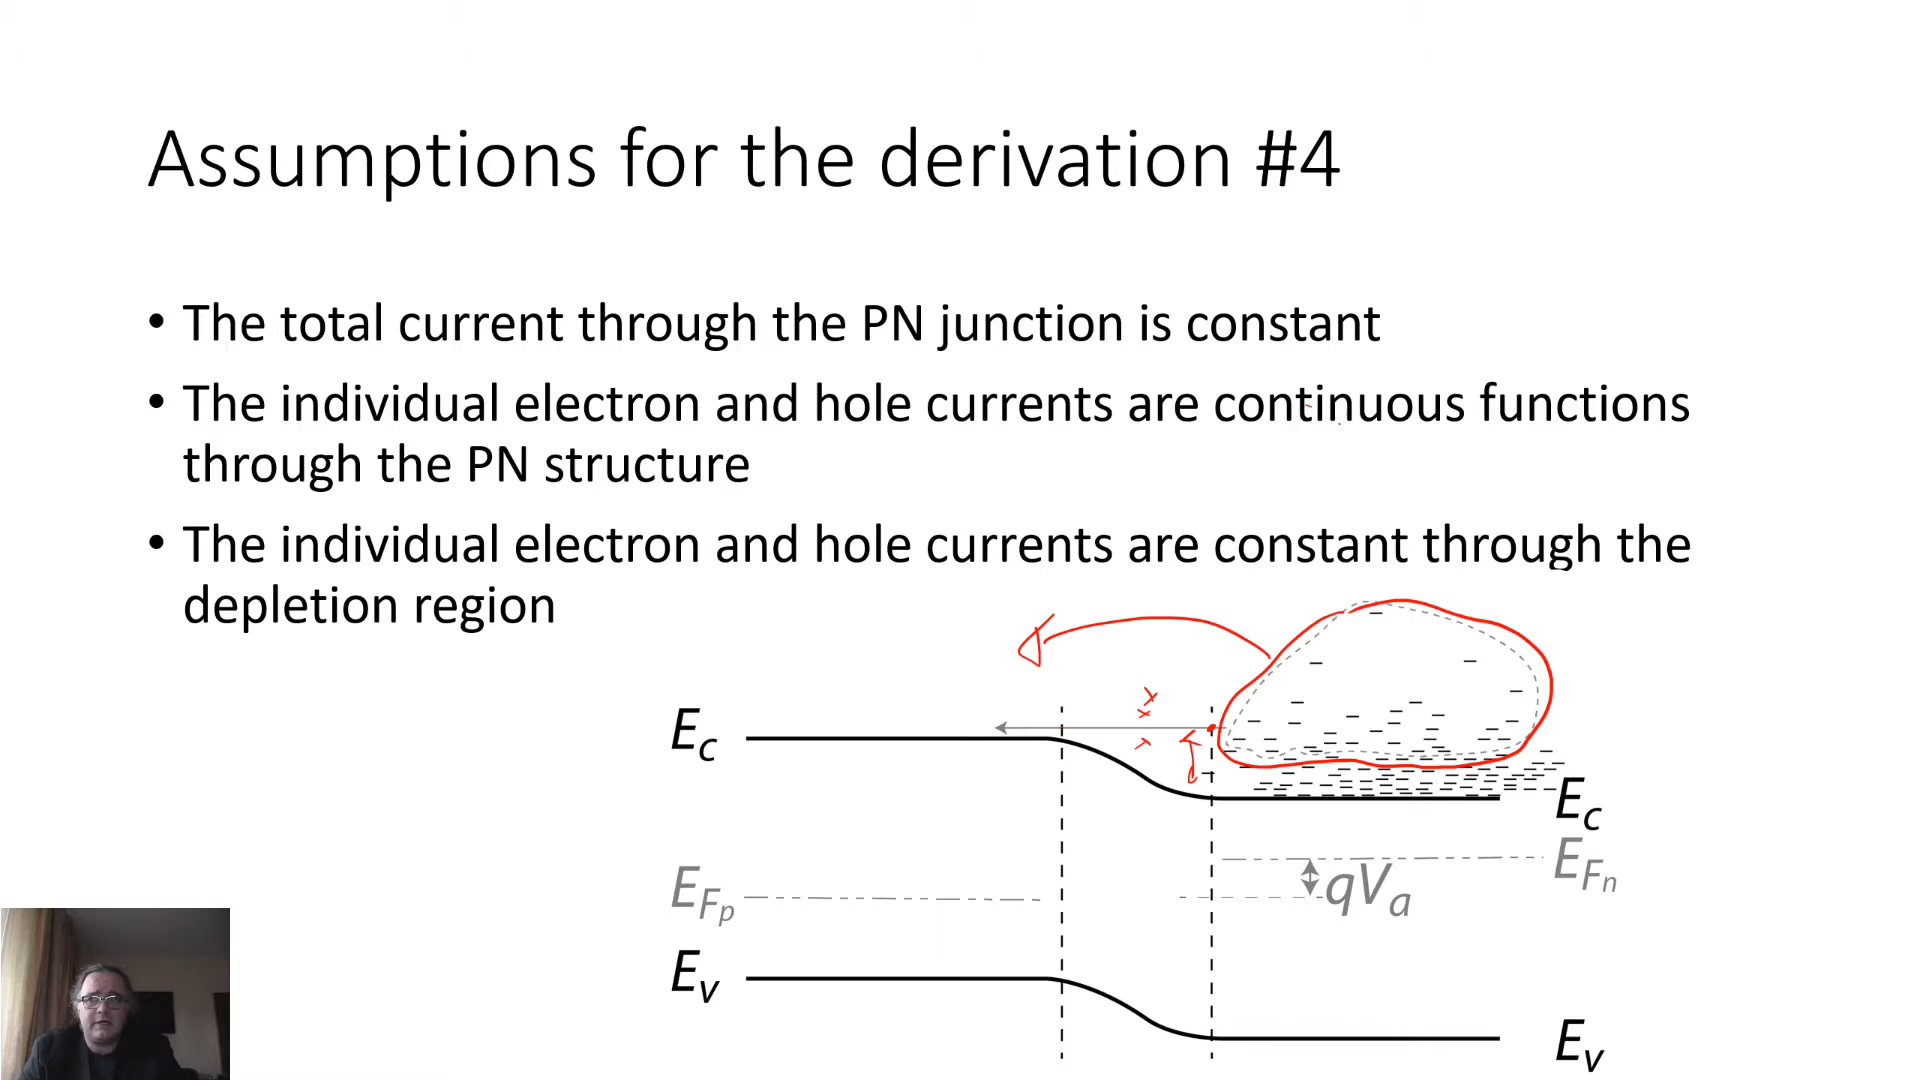 Assumptions for the derivation #4
• The total current through the PN junction is constant
• The individual electron and hole currents are continuous functions
through the PN structure
• The individual electron and hole currents are constant through the
depletion region
E_C
E_C
E_Fn
qV_a
E_Fp
E_V
E_V